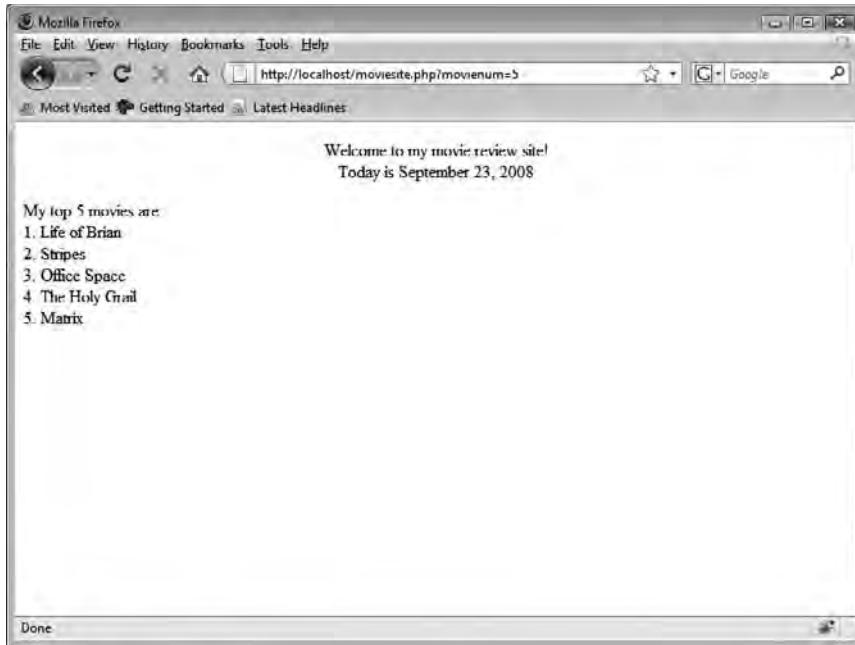 Mozilla Firefox
File Edit View History Bookmarks Tools Help
http://localhost/moviesite.php?movienum=5
G Google
Most Visited Getting Started Latest Headlines
Welcome to my movie review site!
Today is September 23, 2008
My top 5 movies are
1. Life of Brian
2. Stripes
3. Office Space
4 The Holy Grail
5. Matrix
Done